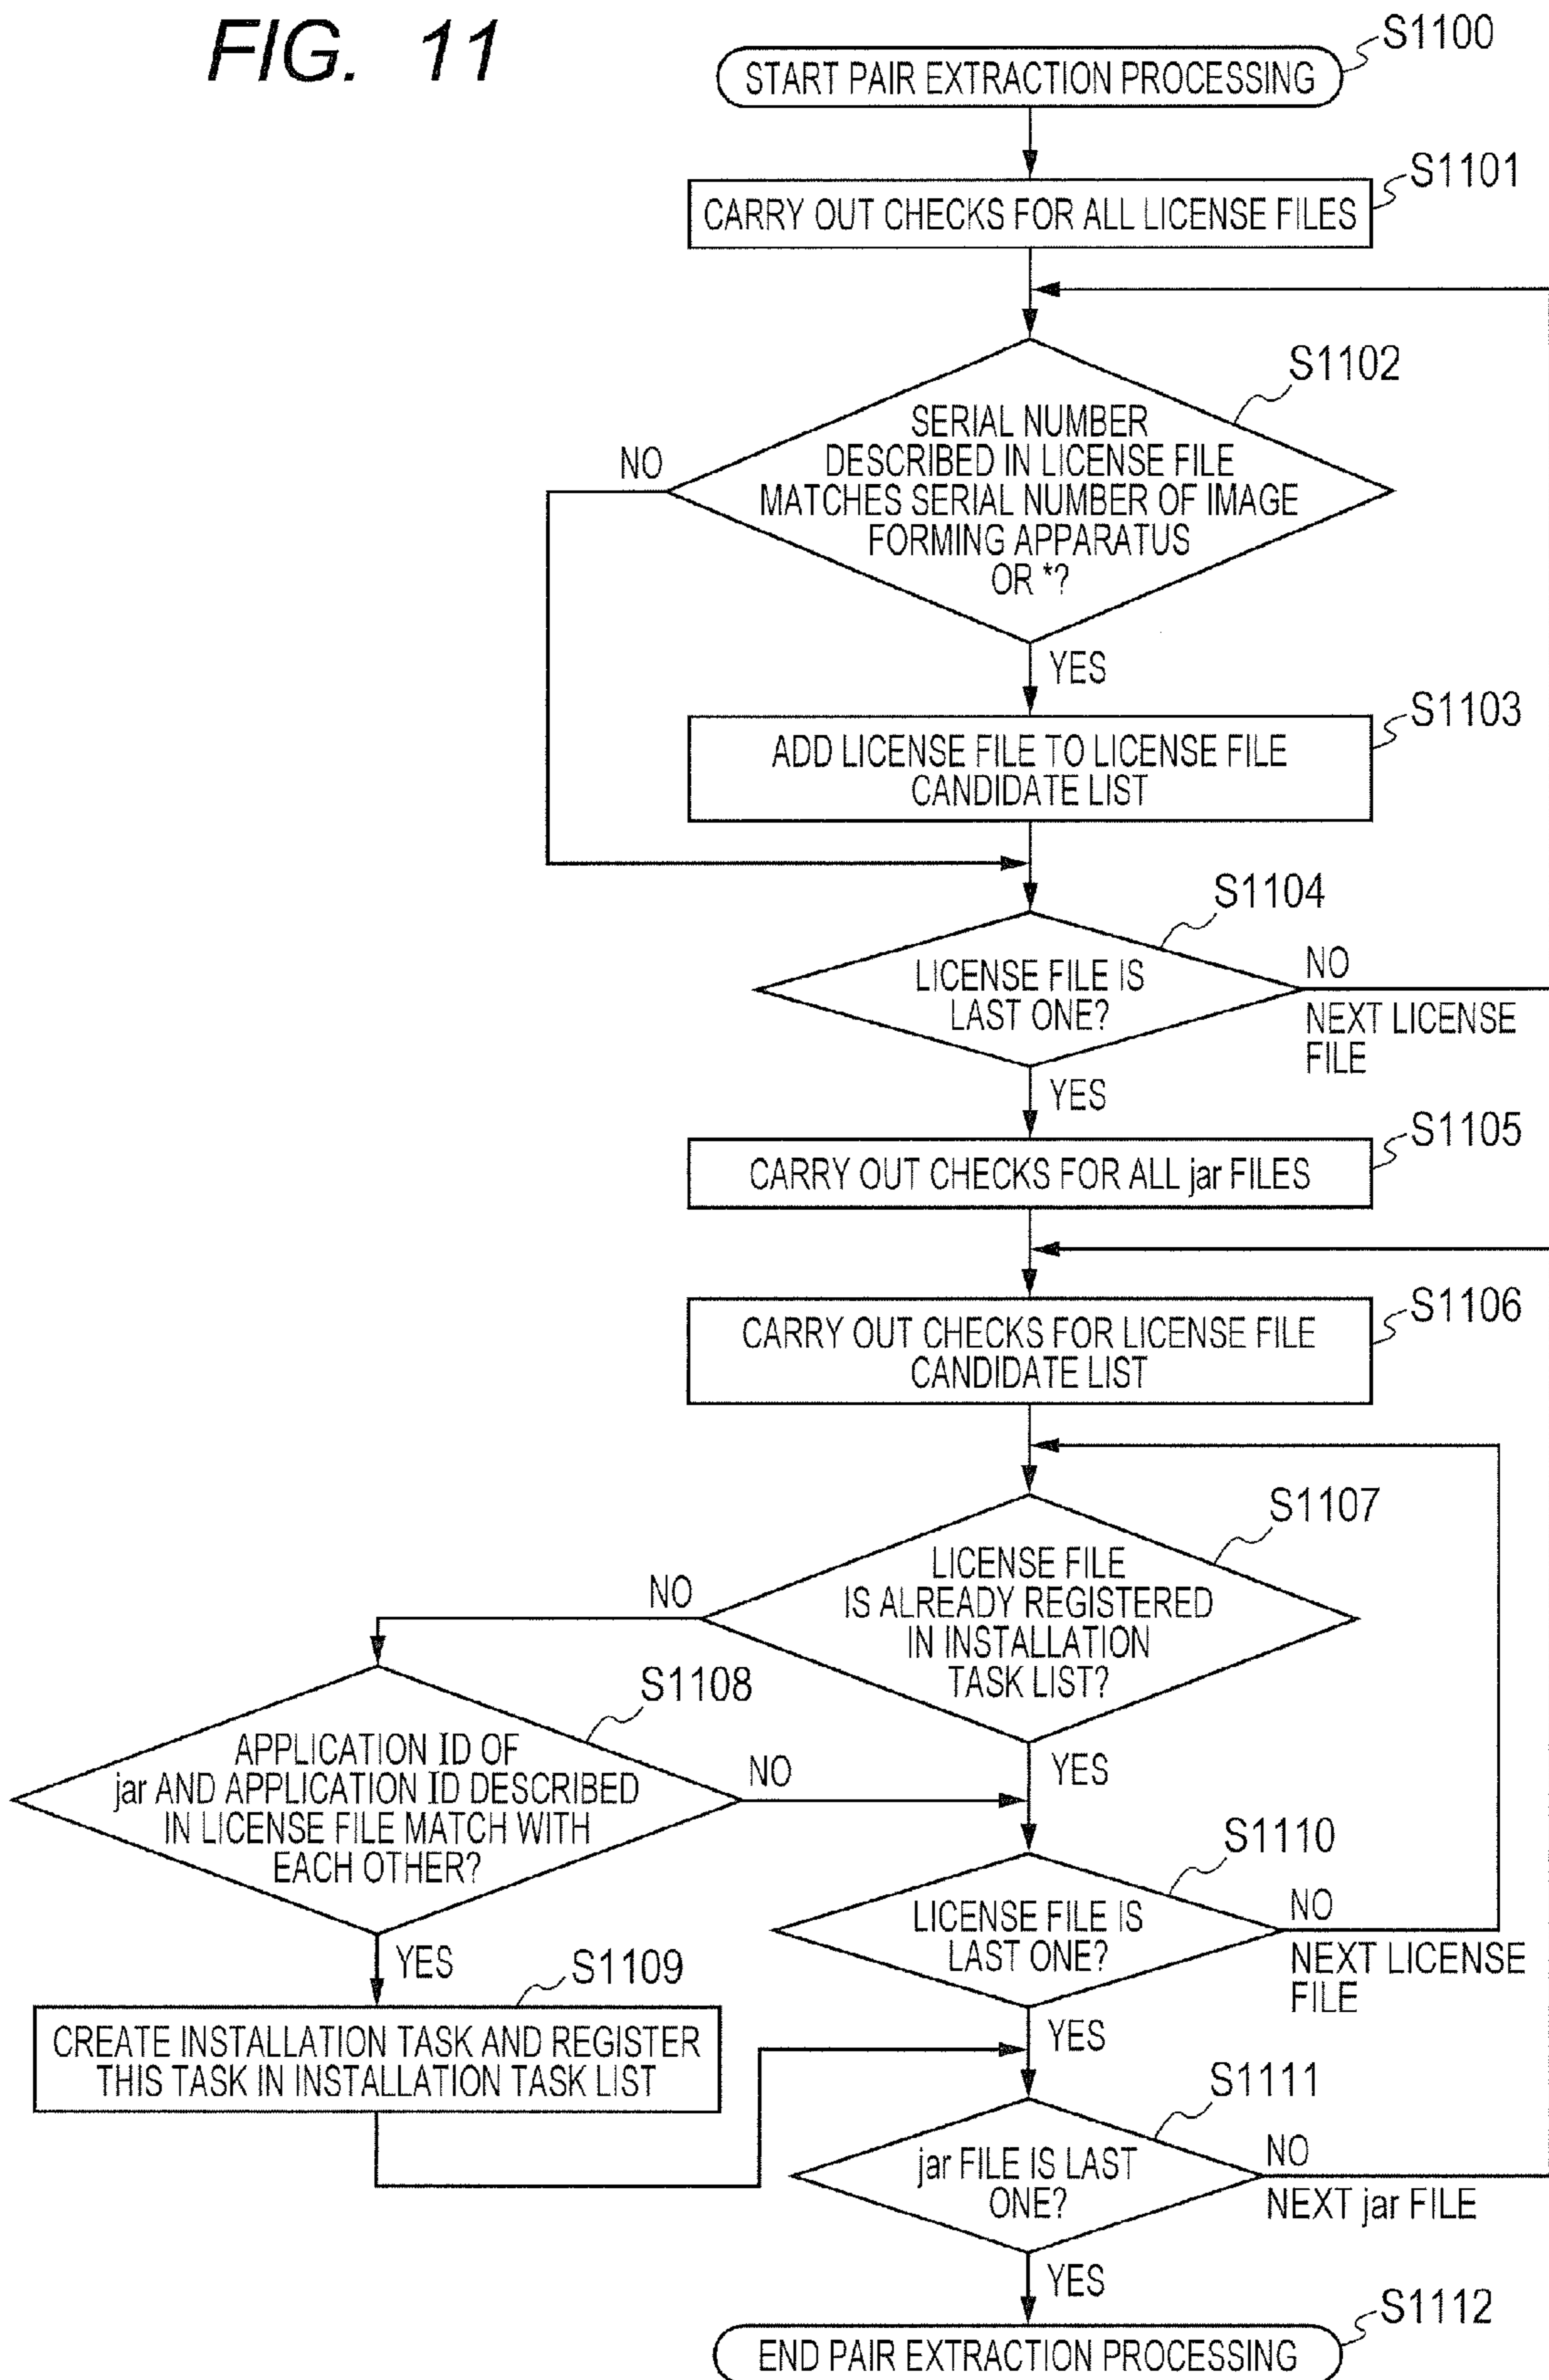 FIG. 11
S1100
START PAIR EXTRACTION PROCESSING
S1101
CARRY OUT CHECKS FOR ALL LICENSE FILES
S1102
SERIAL NUMBER
DESCRIBED IN LICENSE FILE
MATCHES SERIAL NUMBER OF IMAGE
FORMING APPARATUS
OR *?
NO
YES
S1103
ADD LICENSE FILE TO LICENSE FILE
CANDIDATE LIST
S1104
LICENSE FILE IS
LAST ONE?
NO
NEXT LICENSE
FILE
YES
S1105
CARRY OUT CHECKS FOR ALL jar FILES
S1106
CARRY OUT CHECKS FOR LICENSE FILE
CANDIDATE LIST
S1107
LICENSE FILE
IS ALREADY REGISTERED
IN INSTALLATION
TASK LIST?
NO
YES
S1108
APPLICATION ID OF
jar AND APPLICATION ID DESCRIBED
IN LICENSE FILE MATCH WITH
EACH OTHER?
NO
YES
S1109
CREATE INSTALLATION TASK AND REGISTER
THIS TASK IN INSTALLATION TASK LIST
S1110
LICENSE FILE IS
LAST ONE?
NO
NEXT LICENSE
FILE
YES
S1111
jar FILE IS LAST
ONE?
NO
NEXT jar FILE
YES
S1112
END PAIR EXTRACTION PROCESSING